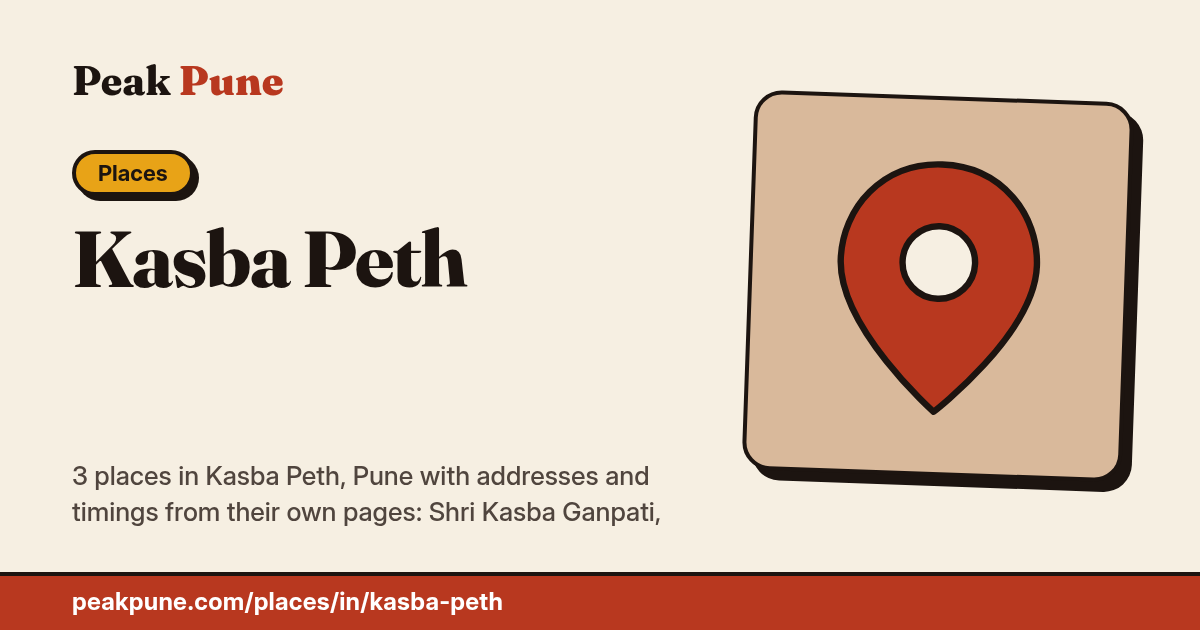 Peak Pune
Places
Kasba Peth
3 places in Kasba Peth, Pune with addresses and
timings from their own pages: Shri Kasba Ganpati,
peakpune.com/places/in/kasba-peth